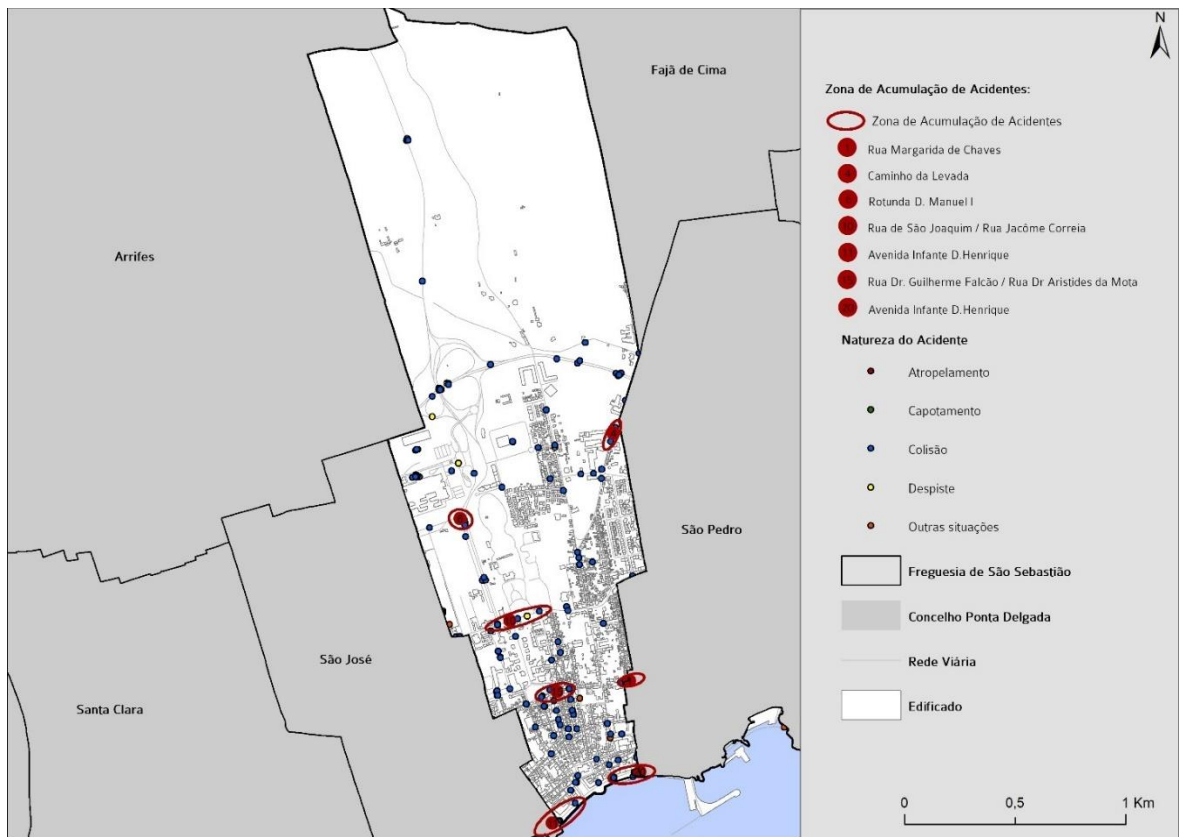 Fajã de Cima
Arrifes
São Pedro
São José
Santa Clara
N
Zona de Acumulação de Acidentes:
Zona de Acumulação de Acidentes
Rua Margarida de Chaves
Caminho da Levada
Rotunda D. Manuel I
Rua de São Joaquim / Rua Jacôme Correia
Avenida Infante D.Henrique
Rua Dr. Guilherme Falcão / Rua Dr Aristides da Mota
Avenida Infante D.Henrique
Natureza do Acidente
Atropelamento
Capotamento
Colisão
Despiste
Outras situações
Freguesia de São Sebastião
Concelho Ponta Delgada
Rede Viária
Edificado
0 0,5 1 Km